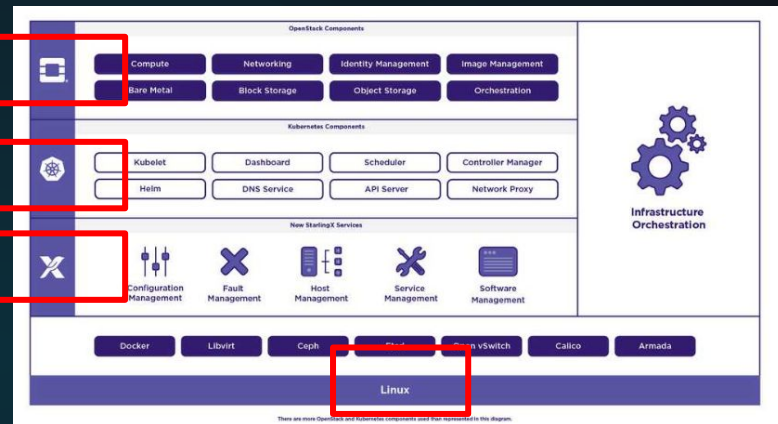 OpenStack Components
Compute Networking Identity Management Image Management
Bare Metal Block Storage Object Storage Orchestration
Kubernetes Components
Kubelet Dashboard Scheduler Controller Manager
Helm DNS Service API Server Network Proxy
Infrastructure
Orchestration
New StarlingX Services
Configuration
Management
Fault
Management
Host
Management
Service
Management
Software
Management
Docker Libvirt Ceph vSwitch Calico Armada
Linux
There are more OpenStack and Kubernetes components used than represented in this diagram.